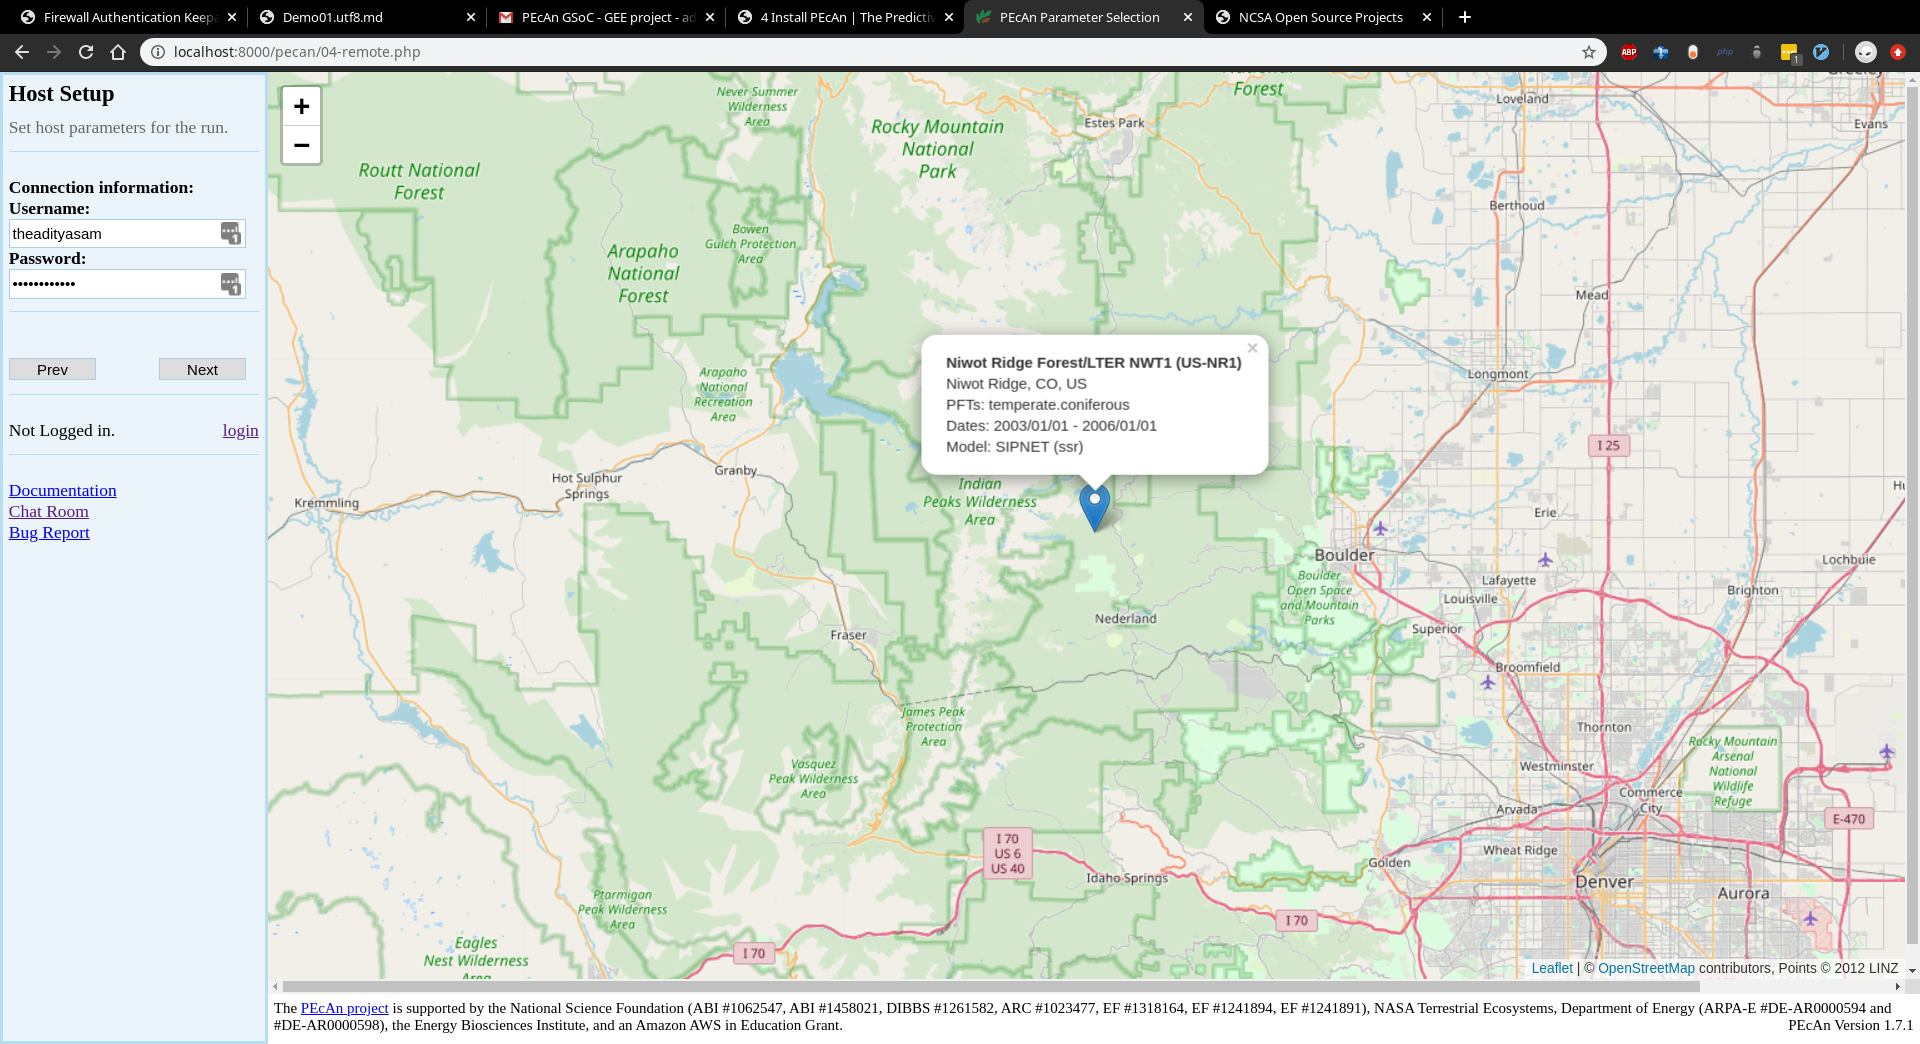 Firewall Authentication Keepa
Demo01.utf8.md
PEcAn GSoC - GEE project - ad
4 Install PEcAn | The Predictiv
PEcAn Parameter Selection
NCSA Open Source Projects
localhost:8000/pecan/04-remote.php
ABP
php
1
Host Setup
Set host parameters for the run.
Connection information:
Username:
theadityasam
1
Password:
••••••••••••
1
Prev
Next
Not Logged in.
login
Documentation
Chat Room
Bug Report
+
−
Never Summer
Wilderness
Area
National
Forest
Greeley
Loveland
Evans
Estes Park
Rocky Mountain
National
Park
Routt National
Forest
Berthoud
Bowen
Gulch Protection
Area
Arapaho
National
Forest
Mead
Niwot Ridge Forest/LTER NWT1 (US-NR1)
Niwot Ridge, CO, US
PFTs: temperate.coniferous
Dates: 2003/01/01 - 2006/01/01
Model: SIPNET (ssr)
×
Longmont
Arapaho
National
Recreation
Area
I 25
Granby
Hot Sulphur
Springs
Kremmling
Indian
Peaks Wilderness
Area
Hu
Erie
Boulder
Lochbuie
Lafayette
Boulder
Open Space
and Mountain
Parks
Louisville
Brighton
Nederland
Superior
Fraser
Broomfield
James Peak
Protection
Area
Thornton
Rocky Mountain
Arsenal
National
Wildlife
Refuge
Vasquez
Peak Wilderness
Area
Westminster
Commerce
City
Arvada
E-470
I 70
US 6
US 40
Wheat Ridge
Golden
Idaho Springs
Denver
Aurora
Ptarmigan
Peak Wilderness
Area
I 70
I 70
Eagles
Nest Wilderness
Area
Leaflet | © OpenStreetMap contributors, Points © 2012 LINZ
The PEcAn project is supported by the National Science Foundation (ABI #1062547, ABI #1458021, DIBBS #1261582, ARC #1023477, EF #1318164, EF #1241894, EF #1241891), NASA Terrestrial Ecosystems, Department of Energy (ARPA-E #DE-AR0000594 and
#DE-AR0000598), the Energy Biosciences Institute, and an Amazon AWS in Education Grant.
PEcAn Version 1.7.1